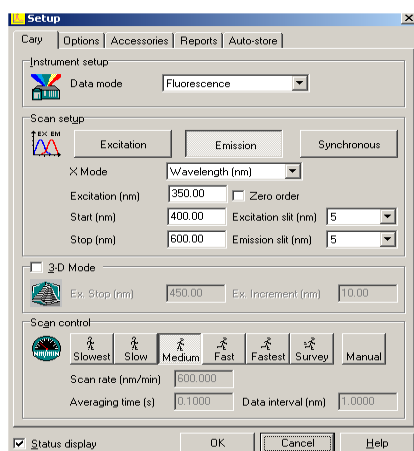 Setup
Cary Options Accessories Reports Auto-store
Instrument setup
Data mode Fluorescence
Scan setup
EX EM
Excitation Emission Synchronous
X Mode Wavelength (nm)
Excitation (nm) 350.00 Zero order
Start (nm) 400.00 Excitation slit (nm) 5
Stop (nm) 600.00 Emission slit (nm) 5
3-D Mode
Ex. Stop (nm) 450.00 Ex. Increment (nm) 10.00
Scan control
NM/MIN Slowest Slow Medium Fast Fastest Survey Manual
Scan rate (nm/min) 600.000
Averaging time (s) 0.1000 Data interval (nm) 1.0000
Status display OK Cancel Help